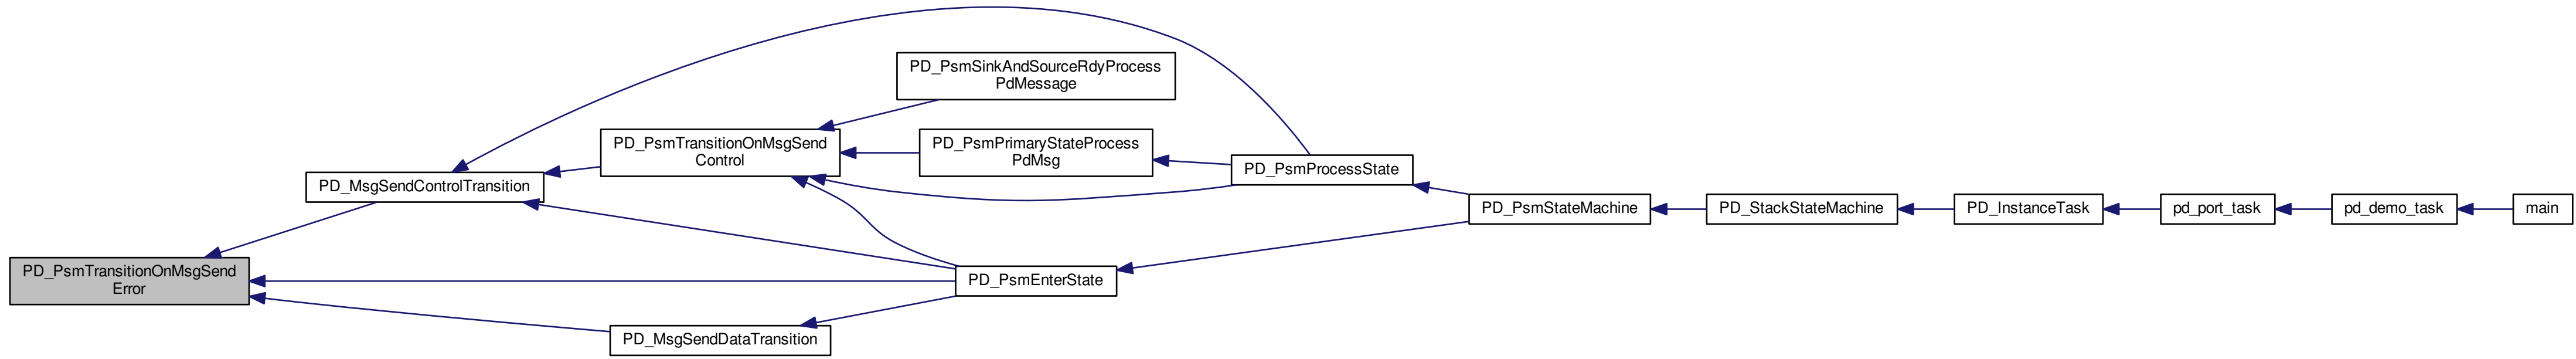 PD_PsmTransitionOnMsgSend
Error
PD_MsgSendControlTransition
PD_PsmTransitionOnMsgSend
Control
PD_PsmSinkAndSourceRdyProcess
PdMessage
PD_PsmPrimaryStateProcess
PdMsg
PD_PsmProcessState
PD_PsmEnterState
PD_MsgSendDataTransition
PD_PsmStateMachine
PD_StackStateMachine
PD_InstanceTask
pd_port_task
pd_demo_task
main